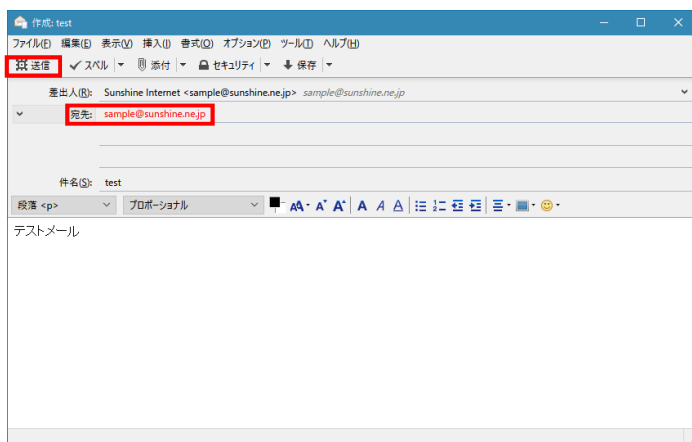 作成: test
ファイル(F) 編集(E) 表示(V) 挿入(I) 書式(O) オプション(P) ツール(T) ヘルプ(H)
送信 スペル 添付 セキュリティ 保存
差出人(R): Sunshine Internet <sample@sunshine.ne.jp> sample@sunshine.ne.jp
宛先: sample@sunshine.ne.jp
件名(S): test
段落 <p> プロポーショナル
テストメール